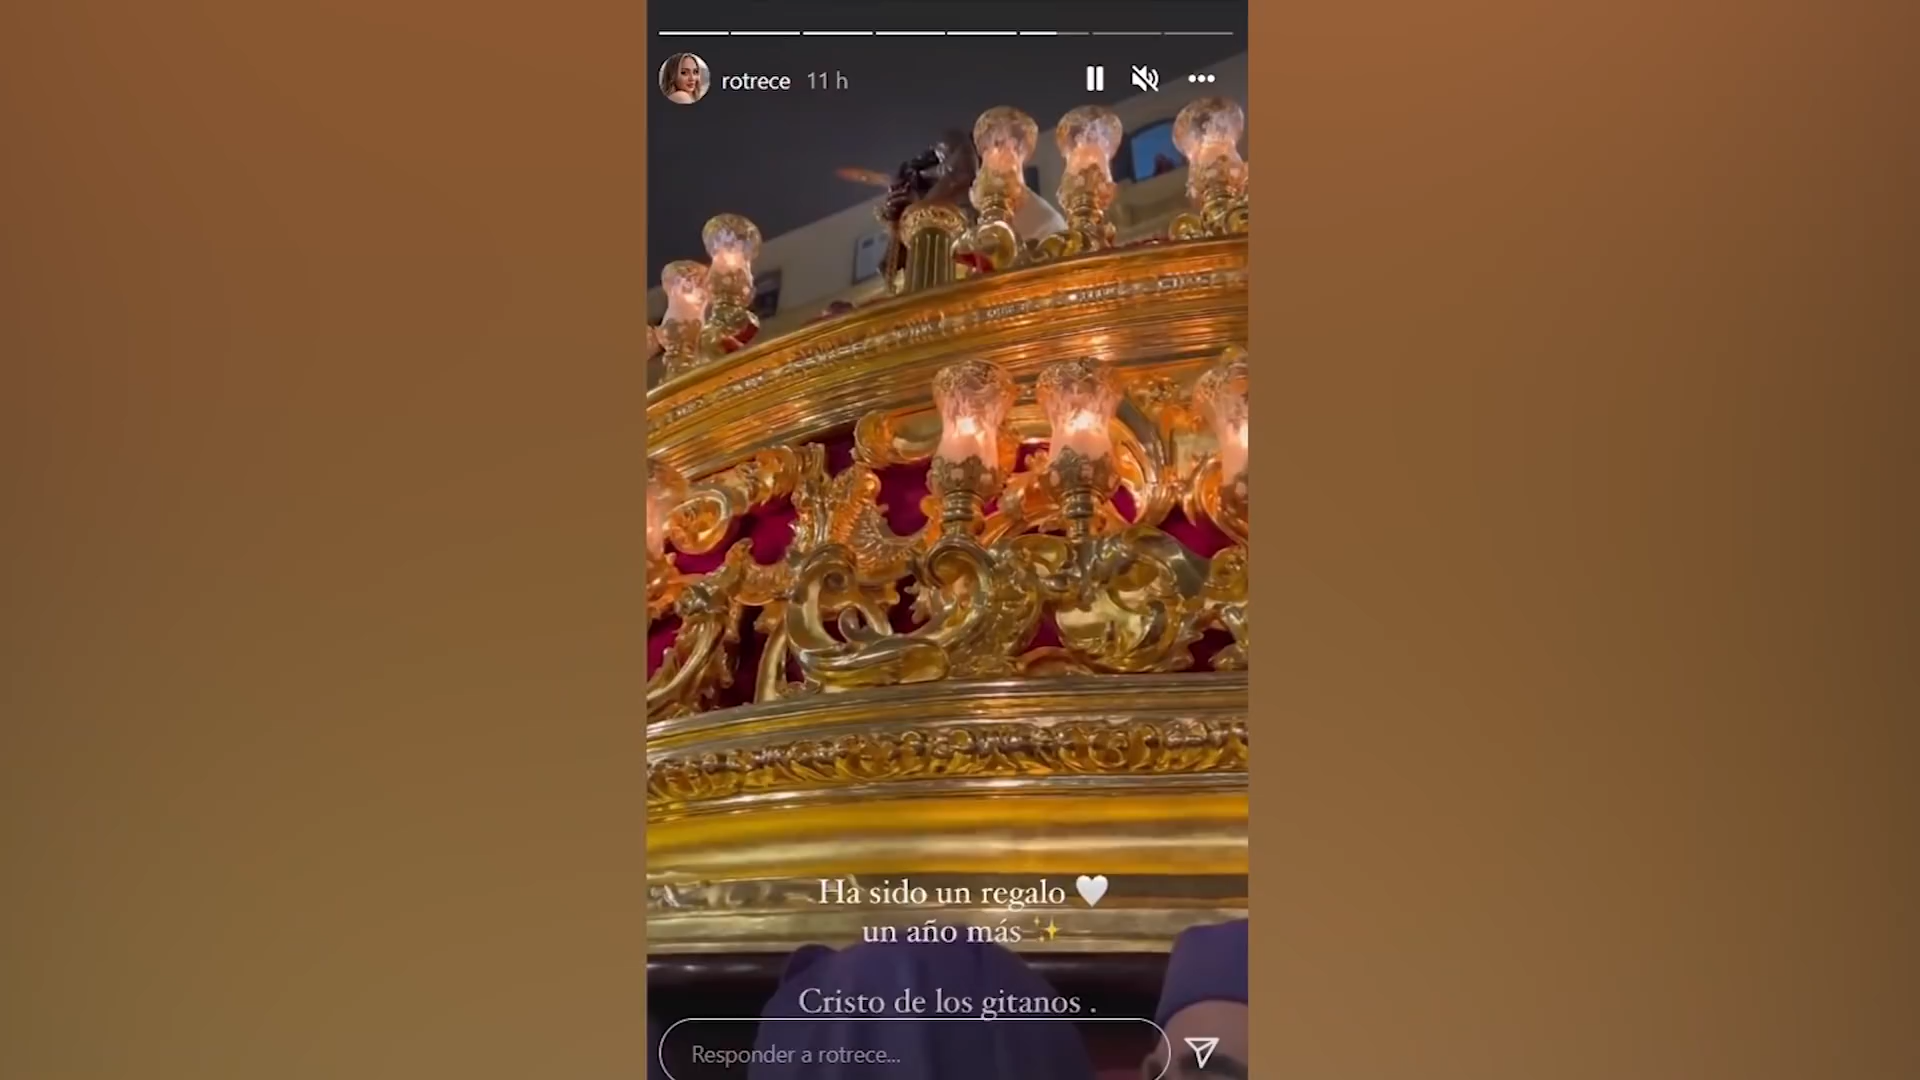 rotrece 11 h
Ha sido un regalo 🤍
un año más ✨
Cristo de los gitanos .
Responder a rotrece...